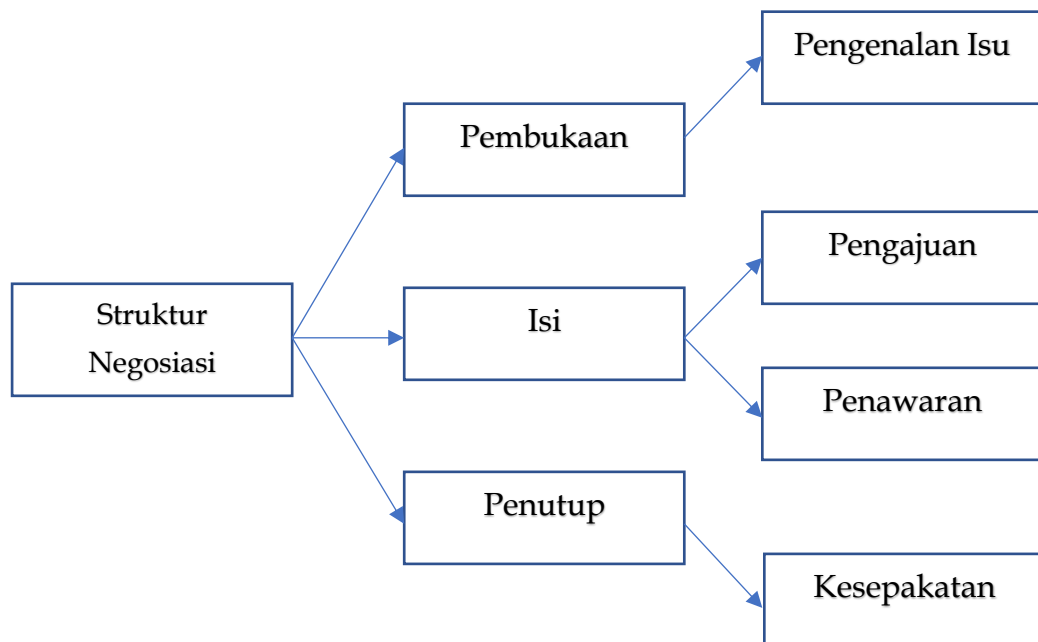 Pengenalan Isu
Pembukaan
Pengajuan
Struktur
Negosiasi
Isi
Penawaran
Penutup
Kesepakatan